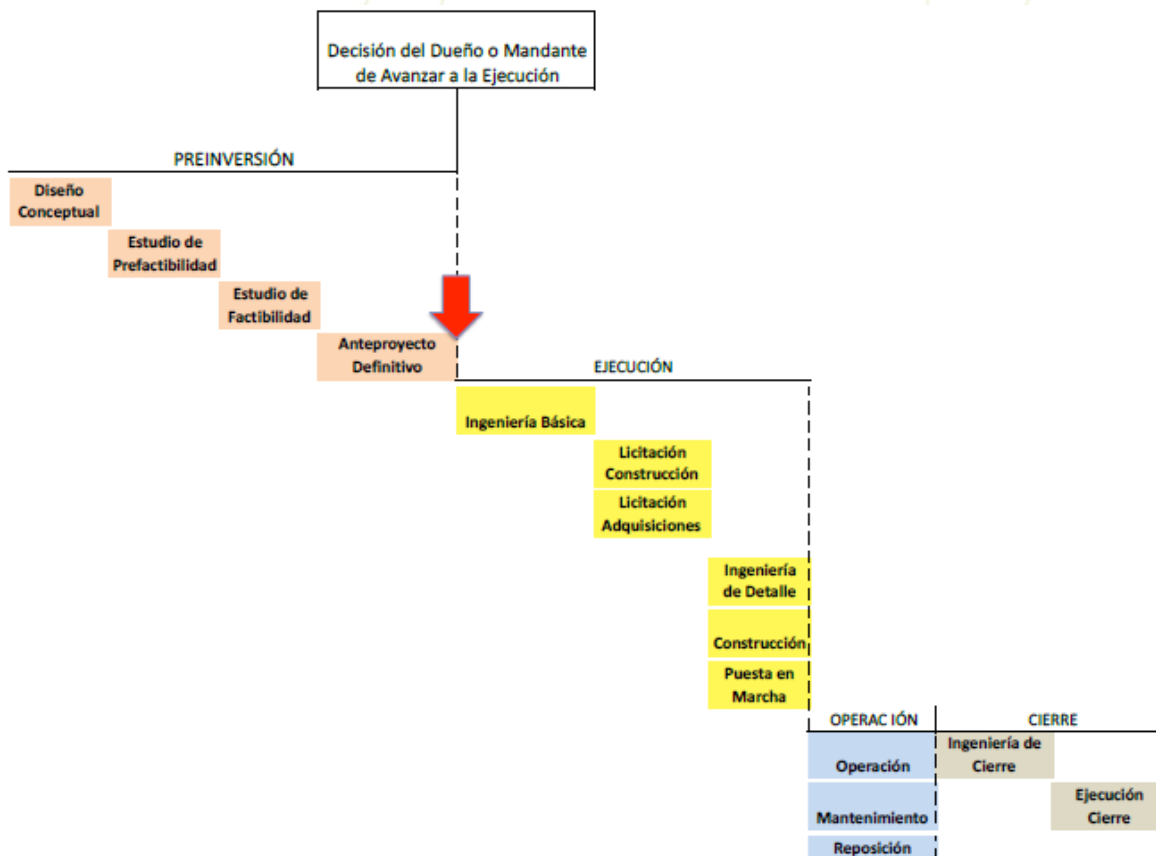 Decisión del Dueño o Mandante
de Avanzar a la Ejecución
PREINVERSIÓN
Diseño
Conceptual
Estudio de
Prefactibilidad
Estudio de
Factibilidad
Anteproyecto
Definitivo
EJECUCIÓN
Ingeniería Básica
Licitación
Construcción
Licitación
Adquisiciones
Ingeniería
de Detalle
Construcción
Puesta en
Marcha
OPERAC IÓN
CIERRE
Operación
Ingeniería de
Cierre
Mantenimiento
Ejecución
Cierre
Reposición